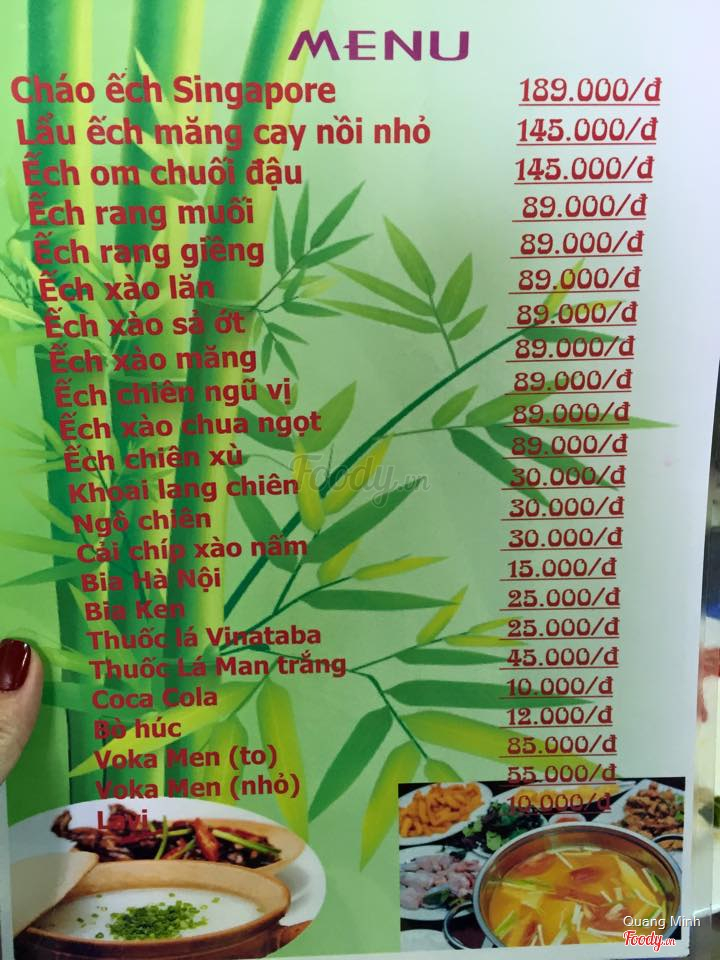 MENU
Cháo ếch Singapore 189.000/đ
Lẩu ếch măng cay nồi nhỏ 145.000/đ
Ếch om chuối đậu 145.000/đ
Ếch rang muối 89.000/đ
Ếch rang giềng 89.000/đ
Ếch xào lăn 89.000/đ
Ếch xào sả ớt 89.000/đ
Ếch xào măng 89.000/đ
Ếch chiên ngũ vị 89.000/đ
Ếch xào chua ngọt 89.000/đ
Ếch chiên xù 89.000/đ
Khoai lang chiên 30.000/đ
Ngô chiên 30.000/đ
Cải chíp xào nấm 30.000/đ
Bia Hà Nội 15.000/đ
Bia Ken 25.000/đ
Thuốc lá Vinataba 25.000/đ
Thuốc Lá Man trắng 45.000/đ
Coca Cola 10.000/đ
Bò húc 12.000/đ
Voka Men (to) 85.000/đ
Voka Men (nhỏ) 55.000/đ
Lavi 10.000/đ
Foody.vn
Quang Minh
Foody.vn